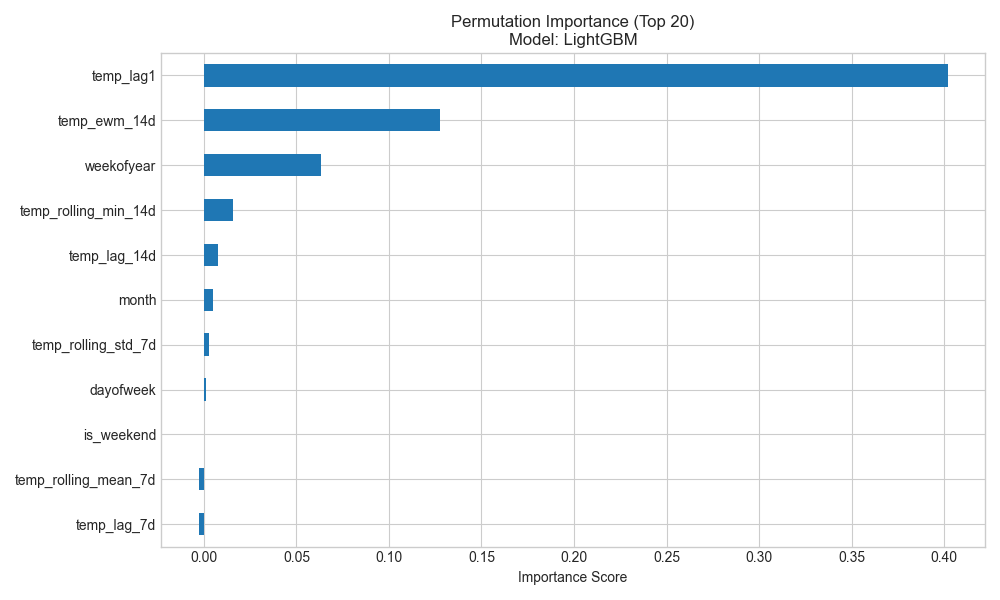 Permutation Importance (Top 20)
Model: LightGBM
temp_lag1
temp_ewm_14d
weekofyear
temp_rolling_min_14d
temp_lag_14d
month
temp_rolling_std_7d
dayofweek
is_weekend
temp_rolling_mean_7d
temp_lag_7d
0.00 0.05 0.10 0.15 0.20 0.25 0.30 0.35 0.40
Importance Score